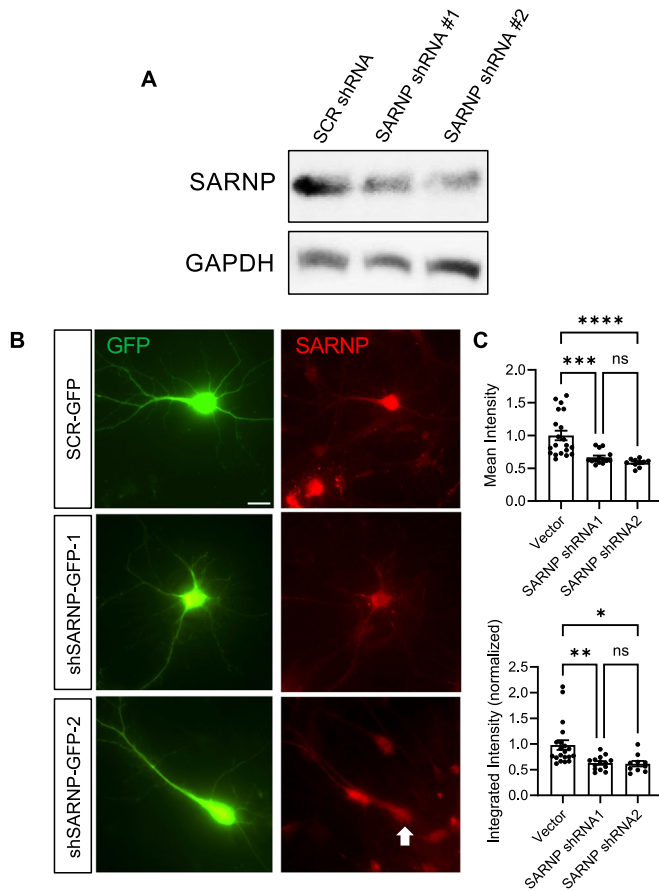 A
SCR shRNA
SARNP shRNA #1
SARNP shRNA #2
SARNP
GAPDH
B
SCR-GFP
GFP
SARNP
shSARNP-GFP-1
shSARNP-GFP-2
C
****
***
ns
Mean Intensity
2.0
1.5
1.0
0.5
0.0
Vector
SARNP shRNA1
SARNP shRNA2
*
**
ns
Integrated Intensity (normalized)
2.5
2.0
1.5
1.0
0.5
0.0
Vector
SARNP shRNA1
SARNP shRNA2